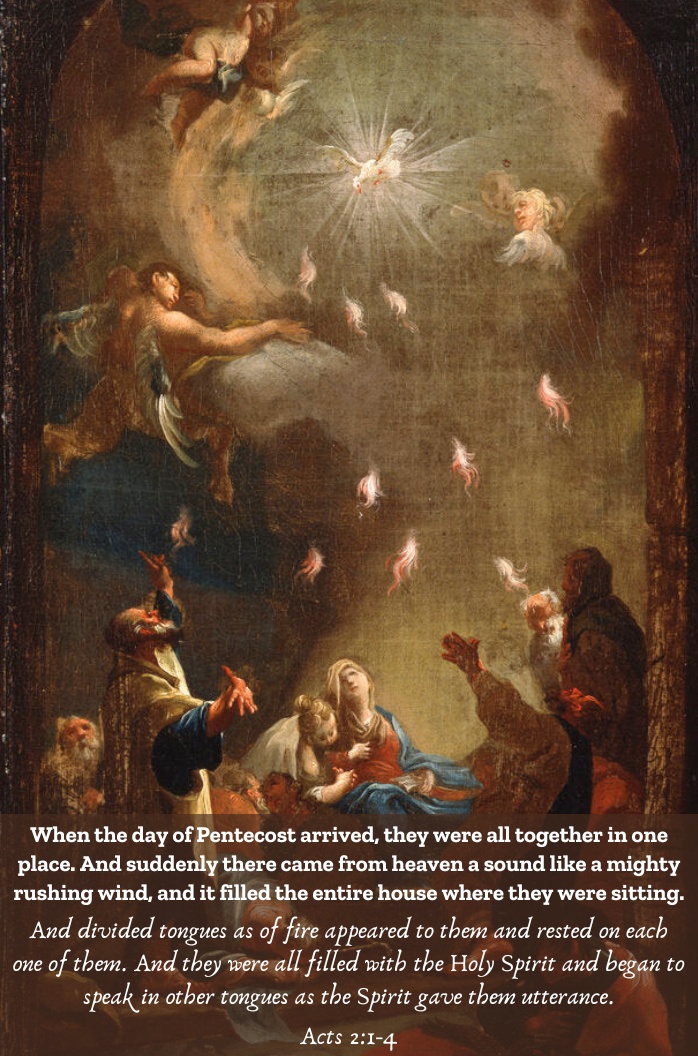 When the day of Pentecost arrived, they were all together in one
place. And suddenly there came from heaven a sound like a mighty
rushing wind, and it filled the entire house where they were sitting.
And divided tongues as of fire appeared to them and rested on each
one of them. And they were all filled with the Holy Spirit and began to
speak in other tongues as the Spirit gave them utterance.
Acts 2:1-4